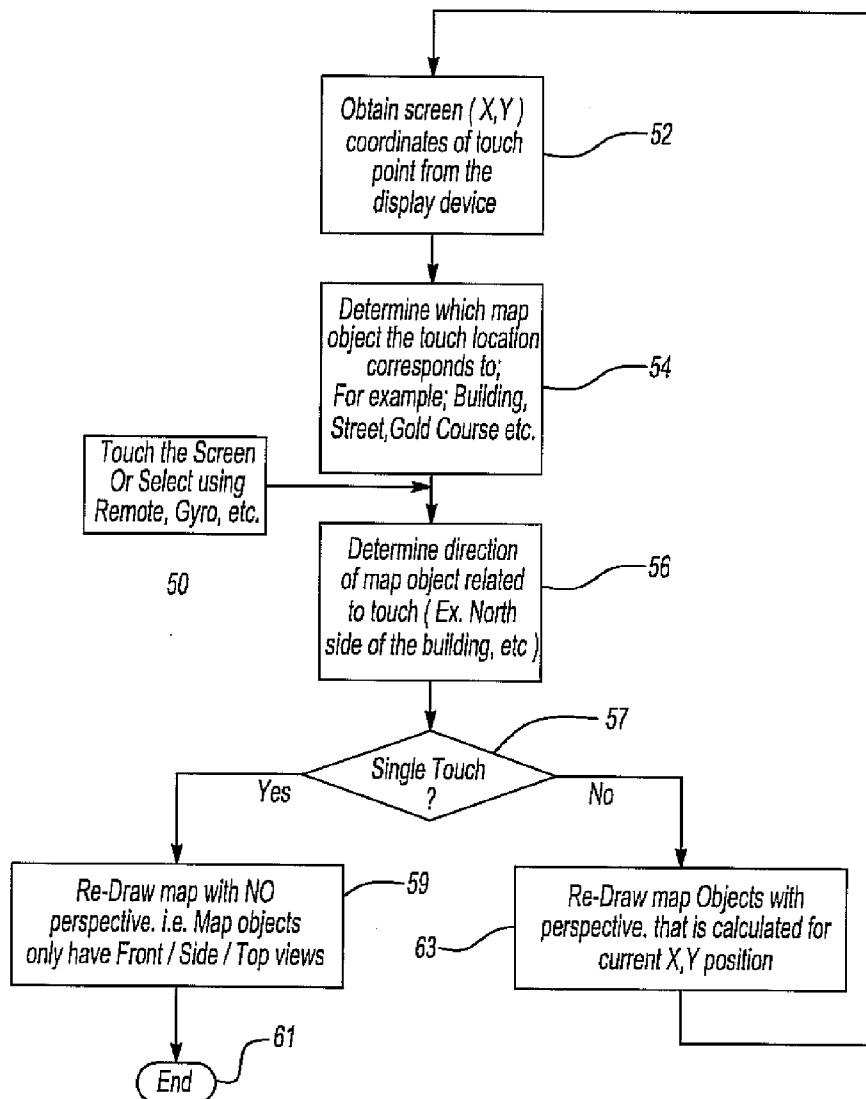 Obtain screen ( X,Y )
coordinates of touch
point from the
display device
52
Determine which map
object the touch location
corresponds to;
For example; Building,
Street,Gold Course etc.
54
Touch the Screen
Or Select using
Remote, Gyro, etc.
50
Determine direction
of map object related
to touch ( Ex. North
side of the building, etc )
56
57
Single Touch
?
Yes
No
Re-Draw map with NO
perspective. i.e. Map objects
only have Front / Side / Top views
59
Re-Draw map Objects with
perspective. that is calculated for
current X,Y position
63
End
61